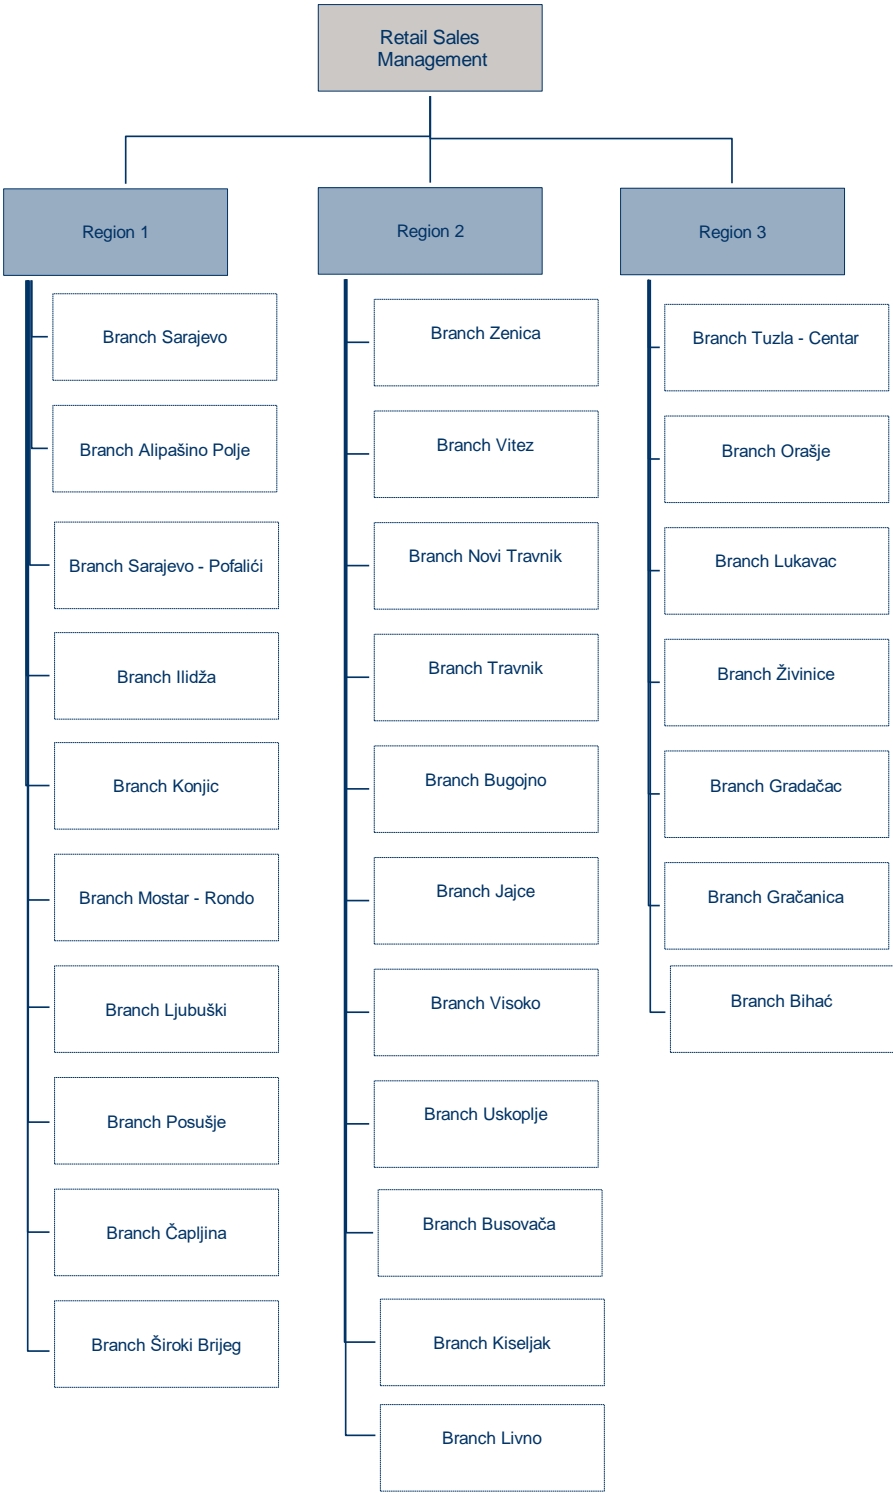 Retail Sales
Management
Region 1
Region 2
Region 3
Branch Sarajevo
Branch Alipašino Polje
Branch Sarajevo - Pofalići
Branch Ilidža
Branch Konjic
Branch Mostar - Rondo
Branch Ljubuški
Branch Posušje
Branch Čapljina
Branch Široki Brijeg
Branch Zenica
Branch Vitez
Branch Novi Travnik
Branch Travnik
Branch Bugojno
Branch Jajce
Branch Visoko
Branch Uskoplje
Branch Busovača
Branch Kiseljak
Branch Livno
Branch Tuzla - Centar
Branch Orašje
Branch Lukavac
Branch Živinice
Branch Gradačac
Branch Gračanica
Branch Bihać